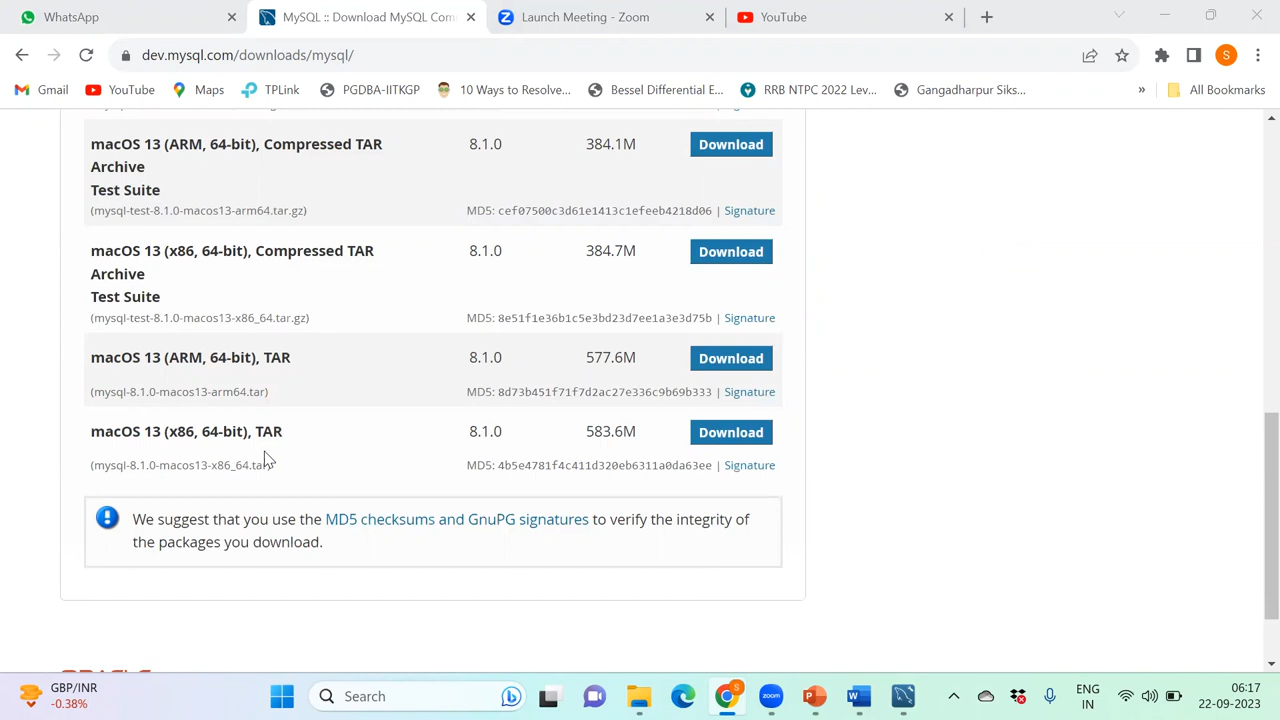 WhatsApp
MySQL :: Download MySQL Com
Launch Meeting - Zoom
YouTube
dev.mysql.com/downloads/mysql/
S
Gmail
YouTube
Maps
TPLink
PGDBA-IITKGP
10 Ways to Resolve...
Bessel Differential E...
RRB NTPC 2022 Lev...
Gangadharpur Siks...
»
All Bookmarks
macOS 13 (ARM, 64-bit), Compressed TAR 8.1.0 384.1M Download
Archive
Test Suite
(mysql-test-8.1.0-macos13-arm64.tar.gz) MD5: cef07500c3d61e1413c1efeeb4218d06 | Signature
macOS 13 (x86, 64-bit), Compressed TAR 8.1.0 384.7M Download
Archive
Test Suite
(mysql-test-8.1.0-macos13-x86_64.tar.gz) MD5: 8e51f1e36b1c5e3bd23d7ee1a3e3d75b | Signature
macOS 13 (ARM, 64-bit), TAR 8.1.0 577.6M Download
(mysql-8.1.0-macos13-arm64.tar) MD5: 8d73b451f71f7d2ac27e336c9b69b333 | Signature
macOS 13 (x86, 64-bit), TAR 8.1.0 583.6M Download
(mysql-8.1.0-macos13-x86_64.tar) MD5: 4b5e4781f4c411d320eb6311a0da63ee | Signature
We suggest that you use the MD5 checksums and GnuPG signatures to verify the integrity of
the packages you download.
GBP/INR
-0.38%
Search
zoom
S
ENG
IN
06:17
22-09-2023